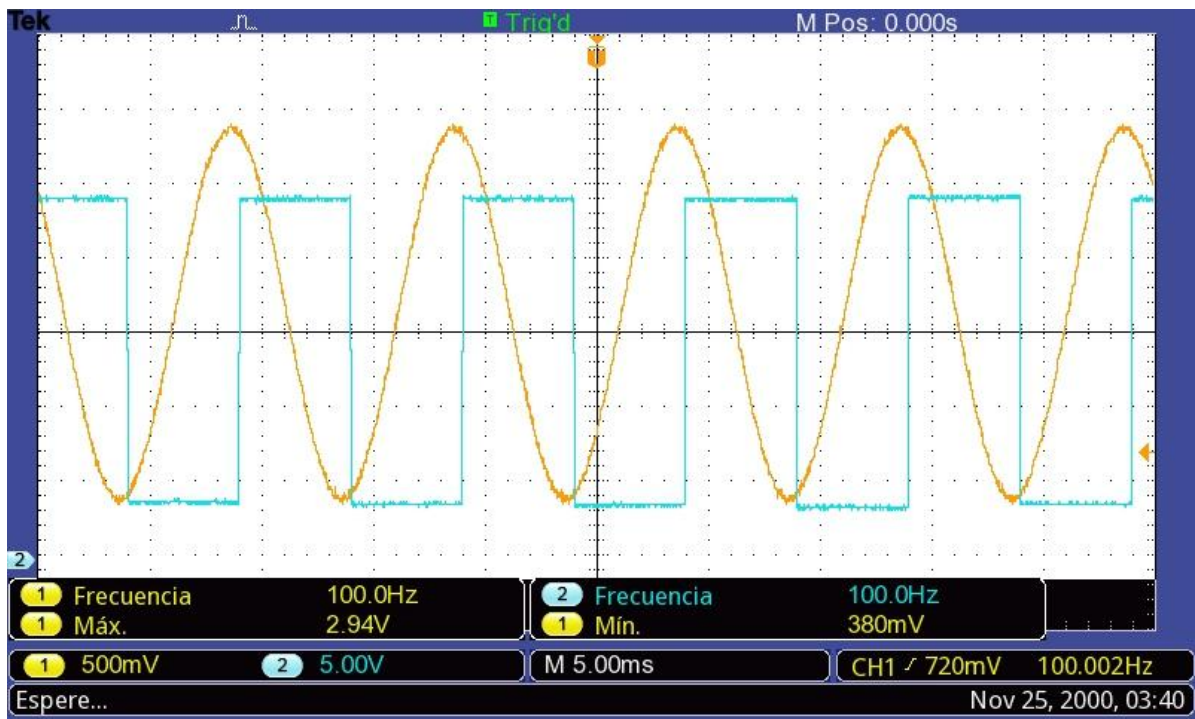 Tek T Trig'd M Pos: 0.000s
2
1 Frecuencia 100.0Hz 2 Frecuencia 100.0Hz
1 Máx. 2.94V 1 Mín. 380mV
1 500mV 2 5.00V M 5.00ms CH1 720mV 100.002Hz
Espere... Nov 25, 2000, 03:40